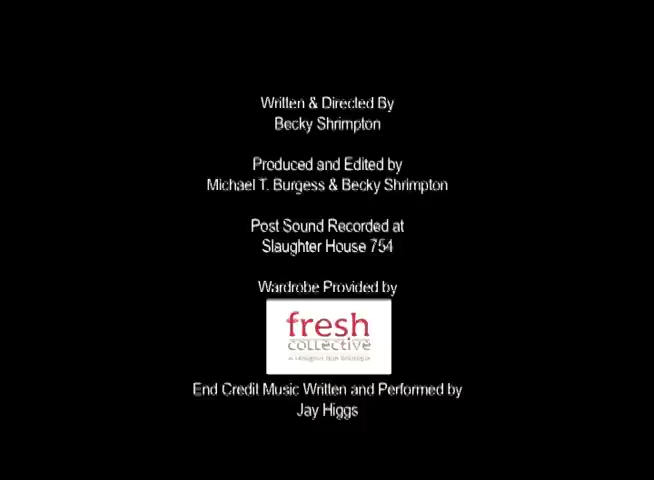 Written & Directed By
Becky Shrimpton
Produced and Edited by
Michael T. Burgess & Becky Shrimpton
Post Sound Recorded at
Slaughter House 754
Wardrobe Provided by
fresh
collective
End Credit Music Written and Performed by
Jay Higgs